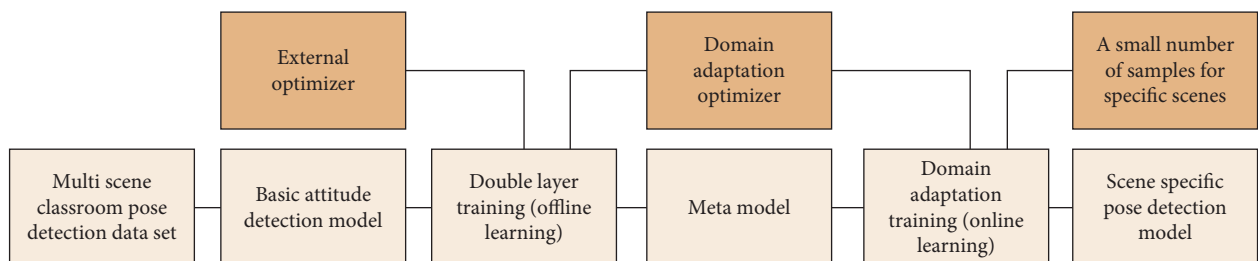 External
optimizer
Domain
adaptation
optimizer
A small number
of samples for
specific scenes
Multi scene
classroom pose
detection data set
Basic attitude
detection model
Double layer
training (offline
learning)
Meta model
Domain
adaptation
training (online
learning)
Scene specific
pose detection
model